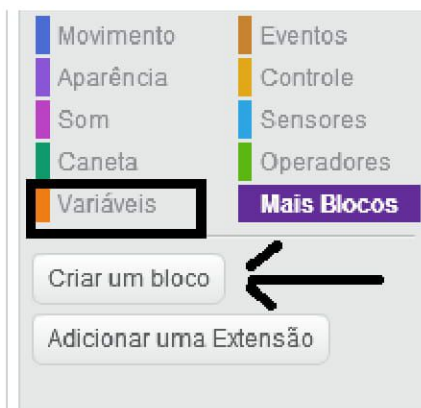 Movimento Eventos
Aparência Controle
Som Sensores
Caneta Operadores
Variáveis Mais Blocos
Criar um bloco
Adicionar uma Extensão